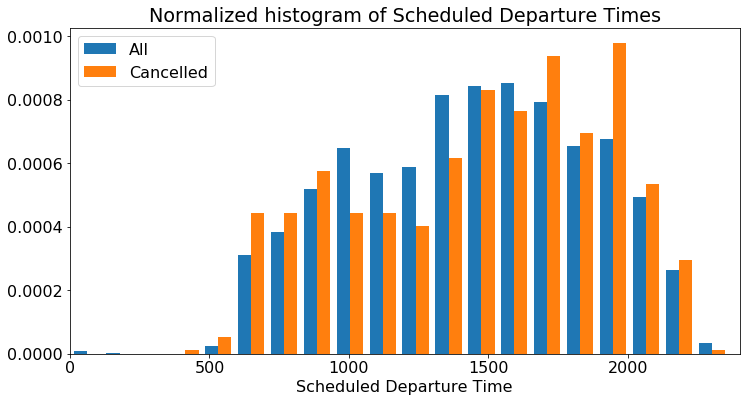 Normalized histogram of Scheduled Departure Times
All
Cancelled
0.0010
0.0008
0.0006
0.0004
0.0002
0.0000
0 500 1000 1500 2000
Scheduled Departure Time